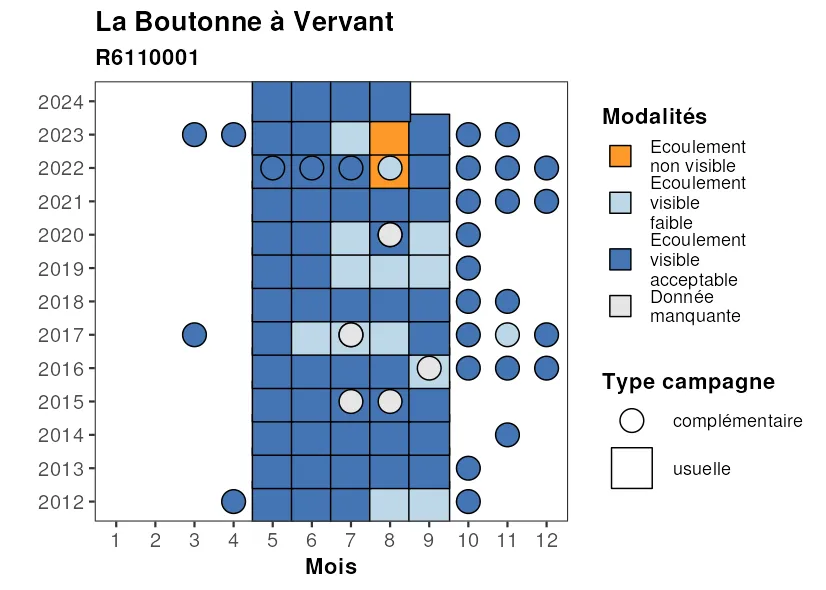 La Boutonne à Vervant
R6110001
2024
2023
2022
2021
2020
2019
2018
2017
2016
2015
2014
2013
2012
1 2 3 4 5 6 7 8 9 10 11 12
Mois
Modalités
Ecoulement
non visible
Ecoulement
visible
faible
Ecoulement
visible
acceptable
Donnée
manquante
Type campagne
complémentaire
usuelle